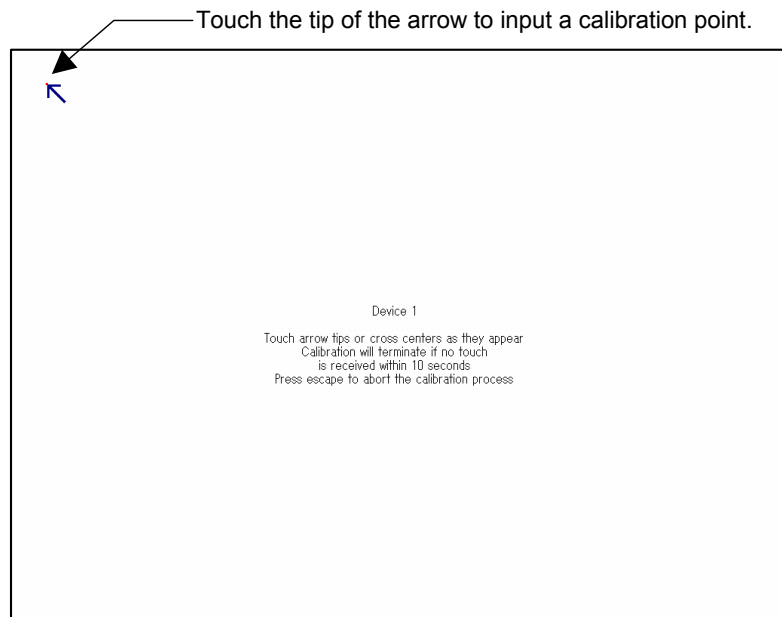 Touch the tip of the arrow to input a calibration point.
Device 1
Touch arrow tips or cross centers as they appear
Calibration will terminate if no touch
is received within 10 seconds
Press escape to abort the calibration process